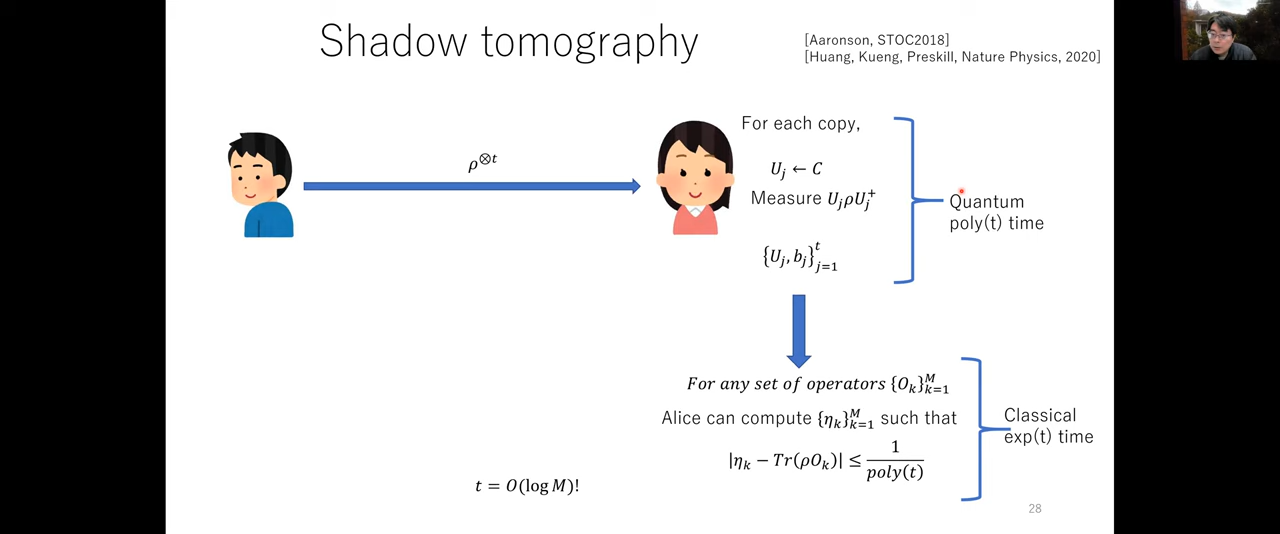 Shadow tomography
[Aaronson, STOC2018]
[Huang, Kueng, Preskill, Nature Physics, 2020]
ρ^{⊗t}
For each copy,
U_j ← C
Measure U_jρU_j^+
{U_j, b_j}_{j=1}^t
Quantum
poly(t) time
For any set of operators {O_k}_{k=1}^M
Alice can compute {η_k}_{k=1}^M such that
|η_k − Tr(ρO_k)| ≤ 1/poly(t)
Classical
exp(t) time
t = O(log M)!
28